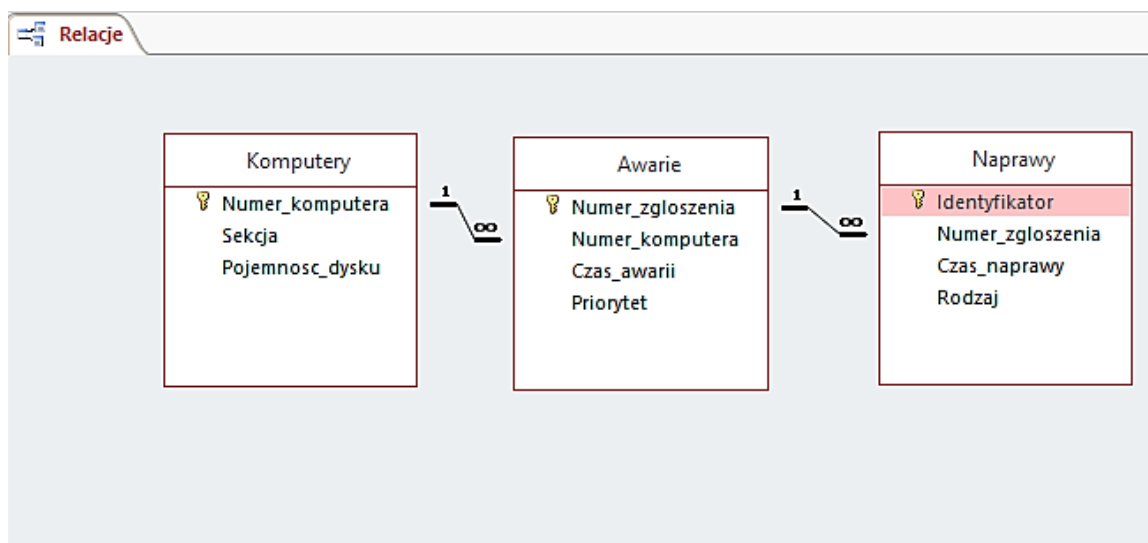 Relacje
Komputery
Numer_komputera
Sekcja
Pojemnosc_dysku
1
∞
Awarie
Numer_zgloszenia
Numer_komputera
Czas_awarii
Priorytet
1
∞
Naprawy
Identyfikator
Numer_zgloszenia
Czas_naprawy
Rodzaj